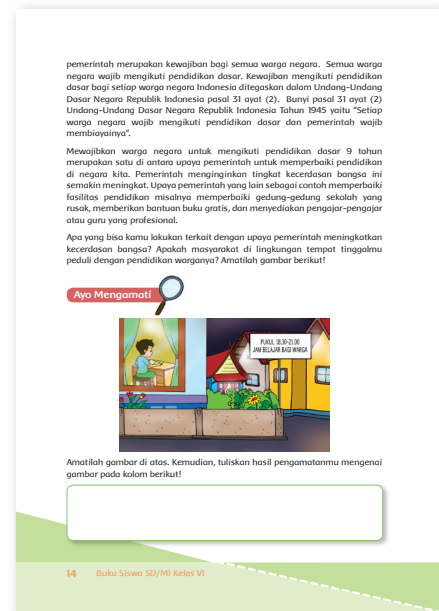 pemerintah merupakan kewajiban bagi semua warga negara. Semua warga
negara wajib mengikuti pendidikan dasar. Kewajiban mengikuti pendidikan
dasar bagi setiap warga negara Indonesia ditegaskan dalam Undang-Undang
Dasar Negara Republik Indonesia pasal 31 ayat (2). Bunyi pasal 31 ayat (2)
Undang-Undang Dasar Negara Republik Indonesia Tahun 1945 yaitu "Setiap
warga negara wajib mengikuti pendidikan dasar dan pemerintah wajib
membiayainya".
Mewajibkan warga negara untuk mengikuti pendidikan dasar 9 tahun
merupakan satu di antara upaya pemerintah untuk memperbaiki pendidikan
di negara kita. Pemerintah menginginkan tingkat kecerdasan bangsa ini
semakin meningkat. Upaya pemerintah yang lain sebagai contoh memperbaiki
fasilitas pendidikan misalnya memperbaiki gedung-gedung sekolah yang
rusak, memberikan bantuan buku gratis, dan menyediakan pengajar-pengajar
atau guru yang profesional.
Apa yang bisa kamu lakukan terkait dengan upaya pemerintah meningkatkan
kecerdasan bangsa? Apakah masyarakat di lingkungan tempat tinggalmu
peduli dengan pendidikan warganya? Amatilah gambar berikut!
Ayo Mengamati
PUKUL 18.30-21.00
JAM BELAJAR BAGI WARGA
Amatilah gambar di atas. Kemudian, tuliskan hasil pengamatanmu mengenai
gambar pada kolom berikut!
14 Buku Siswa SD/MI Kelas VI